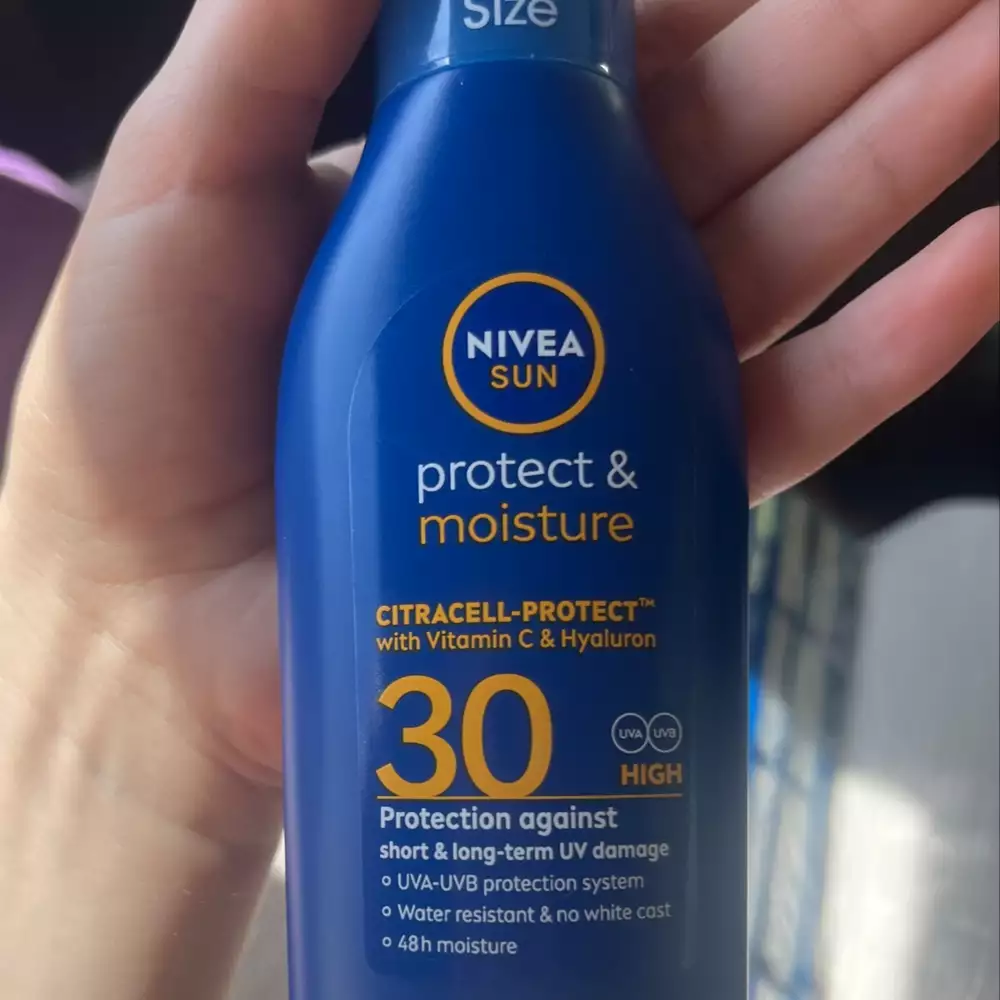 Size
NIVEA
SUN
protect &
moisture
CITRACELL-PROTECT™
with Vitamin C & Hyaluron
30
UVA UVB
HIGH
Protection against
short & long-term UV damage
o UVA-UVB protection system
o Water resistant & no white cast
o 48h moisture